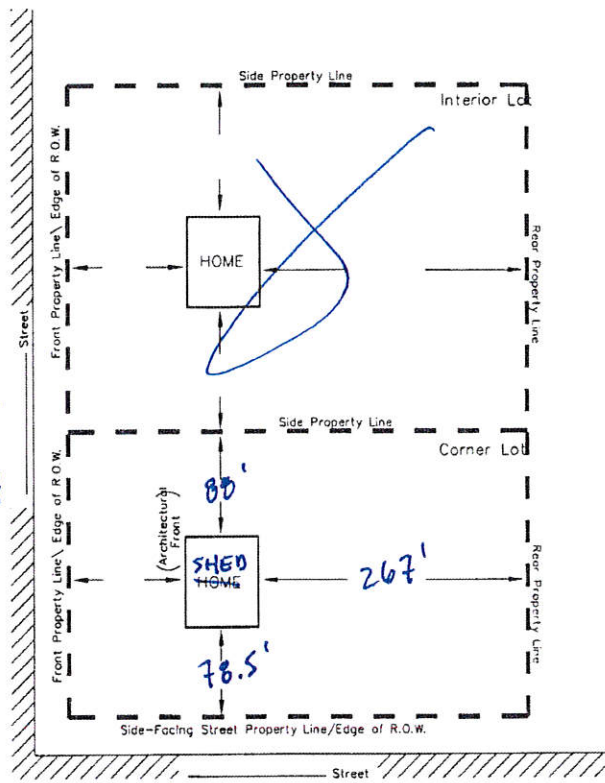 Side Property Line
Interior Lot
Front Property Line\ Edge of R.O.W.
HOME
Rear Property Line
Street
Side Property Line
Corner Lot
88'
Front Property Line\ Edge of R.O.W.
(Architectural
Front)
SHED
HOME
267'
Rear Property Line
78.5'
Side-Facing Street Property Line/Edge of R.O.W.
Street